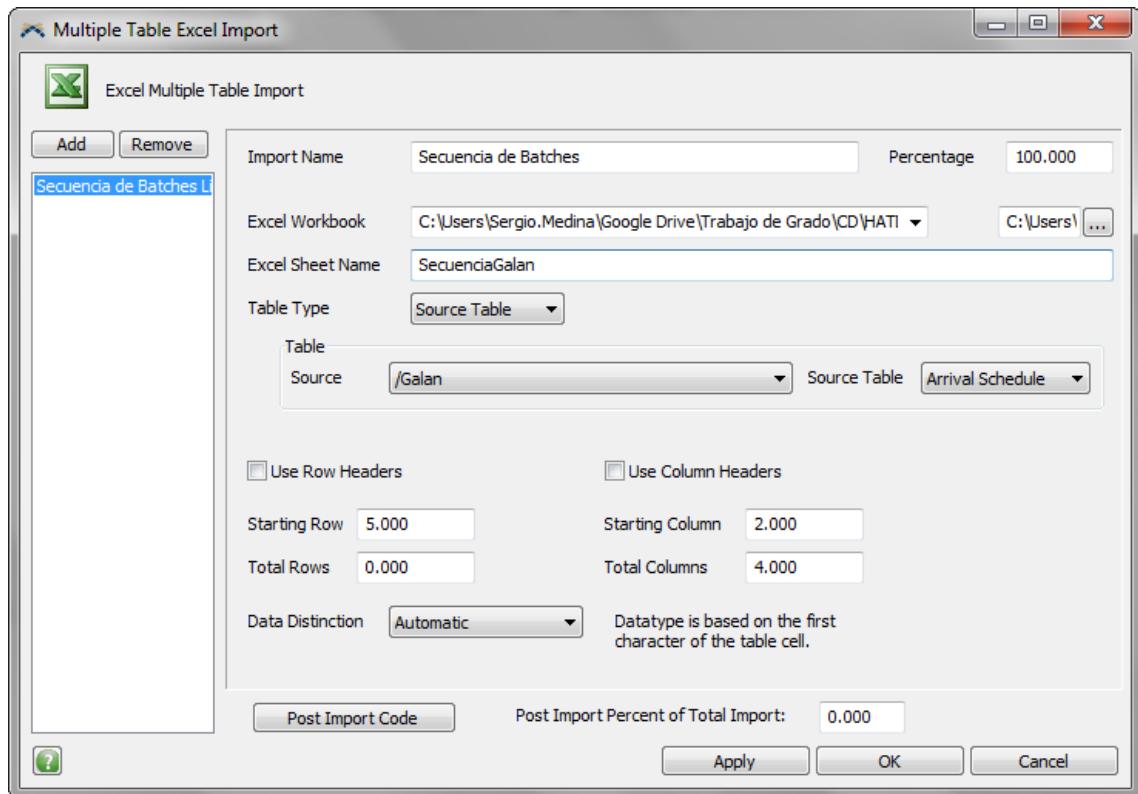 Multiple Table Excel Import
Excel Multiple Table Import
Add Remove
Secuencia de Batches Li
Import Name Secuencia de Batches Percentage 100.000
Excel Workbook C:\Users\Sergio.Medina\Google Drive\Trabajo de Grado\CD\HATI C:\Users\ ...
Excel Sheet Name SecuenciaGalan
Table Type Source Table
Table
Source /Galan Source Table Arrival Schedule
Use Row Headers Use Column Headers
Starting Row 5.000 Starting Column 2.000
Total Rows 0.000 Total Columns 4.000
Data Distinction Automatic Datatype is based on the first
character of the table cell.
Post Import Code Post Import Percent of Total Import: 0.000
Apply OK Cancel